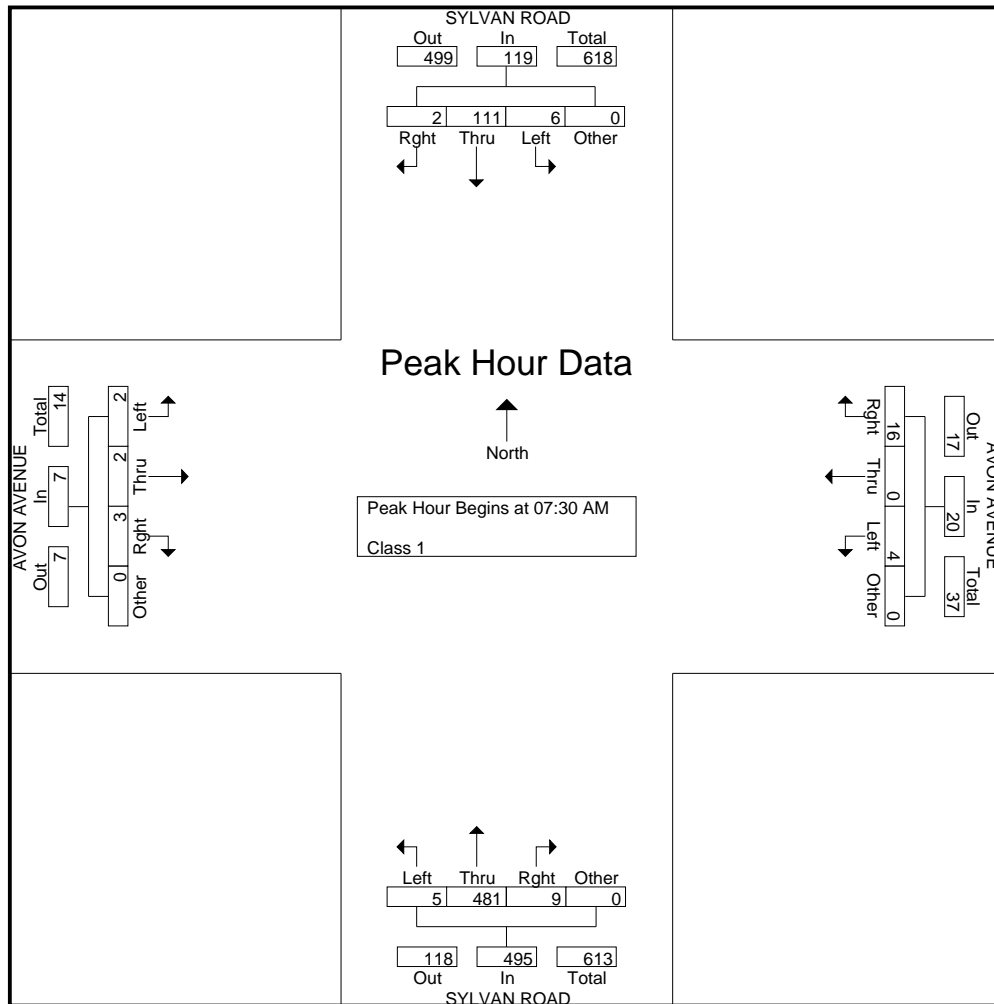 SYLVAN ROAD
Out In Total
499 119 618
2 111 6 0
Rght Thru Left Other
Peak Hour Data
North
Peak Hour Begins at 07:30 AM
Class 1
AVON AVENUE
Total In Out
14 7 7
2 2 3 0
Left Thru Rght Other
AVON AVENUE
Out In Total
17 20 37
16 0 4 0
Rght Thru Left Other
Left Thru Rght Other
5 481 9 0
118 495 613
Out In Total
SYLVAN ROAD